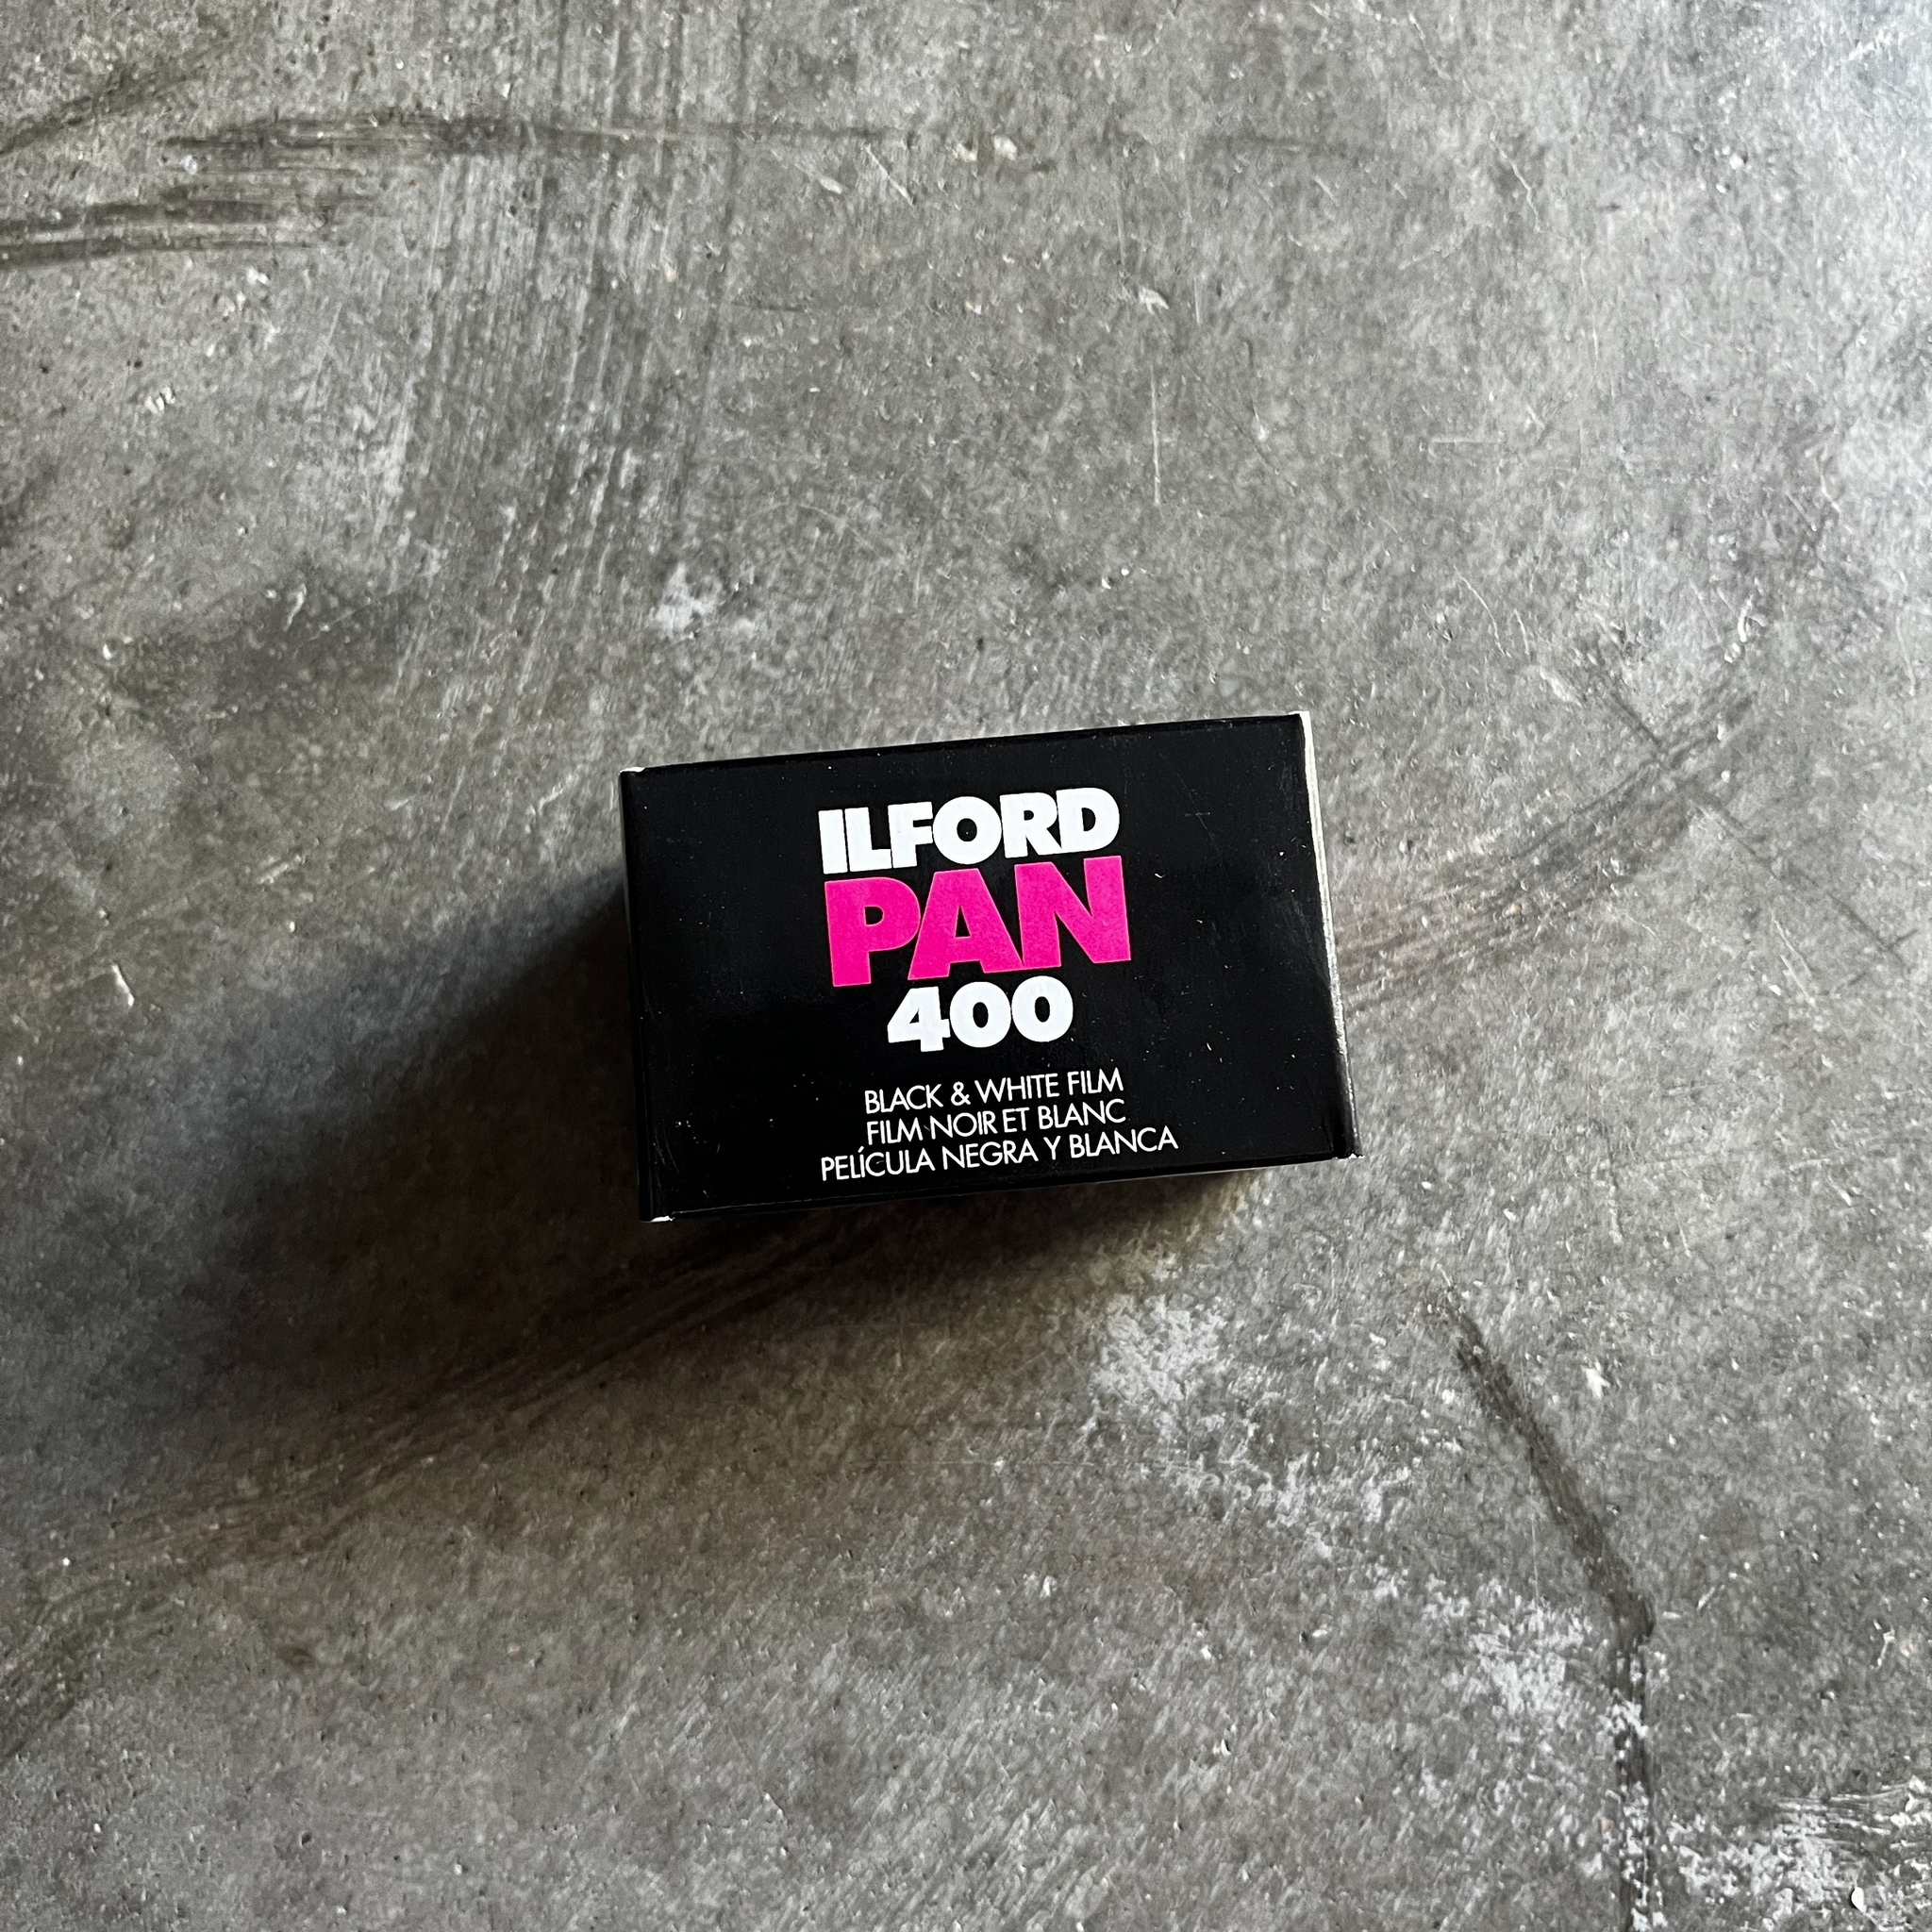 ILFORD
PAN
400
BLACK & WHITE FILM
FILM NOIR ET BLANC
PELÍCULA NEGRA Y BLANCA